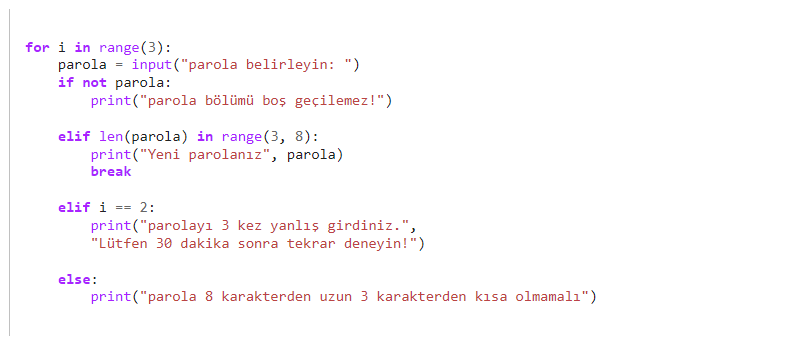 for i in range(3):
    parola = input("parola belirleyin: ")
    if not parola:
        print("parola bölümü boş geçilemez!")
    elif len(parola) in range(3, 8):
        print("Yeni parolanız", parola)
        break
    elif i == 2:
        print("parolayı 3 kez yanlış girdiniz.",
        "Lütfen 30 dakika sonra tekrar deneyin!")
    else:
        print("parola 8 karakterden uzun 3 karakterden kısa olmamalı")